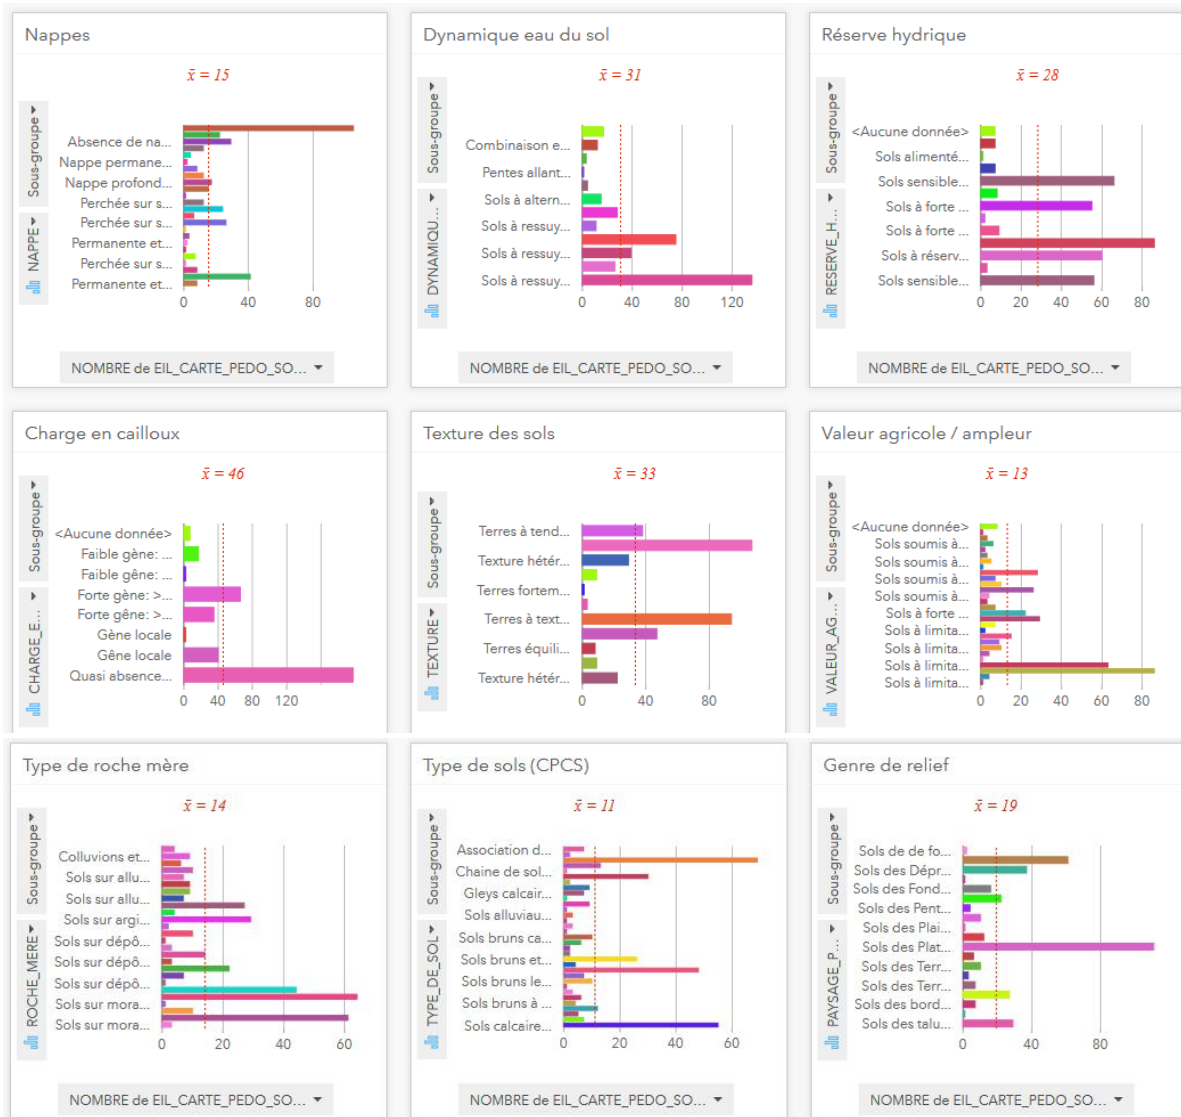 Nappes
x̄ = 15
Sous-groupe
NAPPE
Absence de na...
Nappe permane...
Nappe profond...
Perchée sur s...
Perchée sur s...
Permanente et...
Perchée sur s...
Permanente et...
0 40 80
NOMBRE de EIL_CARTE_PEDO_SO...
Dynamique eau du sol
x̄ = 31
Sous-groupe
DYNAMIQU...
Combinaison e...
Pentes allant...
Sols à altern...
Sols à ressuy...
Sols à ressuy...
Sols à ressuy...
0 40 80 120
NOMBRE de EIL_CARTE_PEDO_SO...
Réserve hydrique
x̄ = 28
Sous-groupe
RESERVE_H...
<Aucune donnée>
Sols alimenté...
Sols sensible...
Sols à forte ...
Sols à forte ...
Sols à réserv...
Sols sensible...
0 20 40 60 80
NOMBRE de EIL_CARTE_PEDO_SO...
Charge en cailloux
x̄ = 46
Sous-groupe
CHARGE_E...
<Aucune donnée>
Faible gène: ...
Faible gêne: ...
Forte gène: >...
Forte gêne: >...
Gène locale
Gêne locale
Quasi absence...
0 40 80 120
Texture des sols
x̄ = 33
Sous-groupe
TEXTURE
Terres à tend...
Texture hétér...
Terres fortem...
Terres à text...
Terres équili...
Texture hétér...
0 40 80
Valeur agricole / ampleur
x̄ = 13
Sous-groupe
VALEUR_AG...
<Aucune donnée>
Sols soumis à...
Sols soumis à...
Sols soumis à...
Sols soumis à...
Sols à forte ...
Sols à limita...
Sols à limita...
Sols à limita...
Sols à limita...
0 20 40 60 80
Type de roche mère
x̄ = 14
Sous-groupe
ROCHE_MERE
Colluvions et...
Sols sur allu...
Sols sur allu...
Sols sur argi...
Sols sur dépô...
Sols sur dépô...
Sols sur dépô...
Sols sur mora...
Sols sur mora...
0 20 40 60
NOMBRE de EIL_CARTE_PEDO_SO...
Type de sols (CPCS)
x̄ = 11
Sous-groupe
TYPE_DE_SOL
Association d...
Chaine de sol...
Gleys calcair...
Sols alluviau...
Sols bruns ca...
Sols bruns et...
Sols bruns le...
Sols bruns à ...
Sols calcaire...
0 20 40 60
NOMBRE de EIL_CARTE_PEDO_SO...
Genre de relief
x̄ = 19
Sous-groupe
PAYSAGE_P...
Sols de de fo...
Sols des Dépr...
Sols des Fond...
Sols des Pent...
Sols des Plai...
Sols des Plat...
Sols des Terr...
Sols des Terr...
Sols des bord...
Sols des talu...
0 40 80
NOMBRE de EIL_CARTE_PEDO_SO...